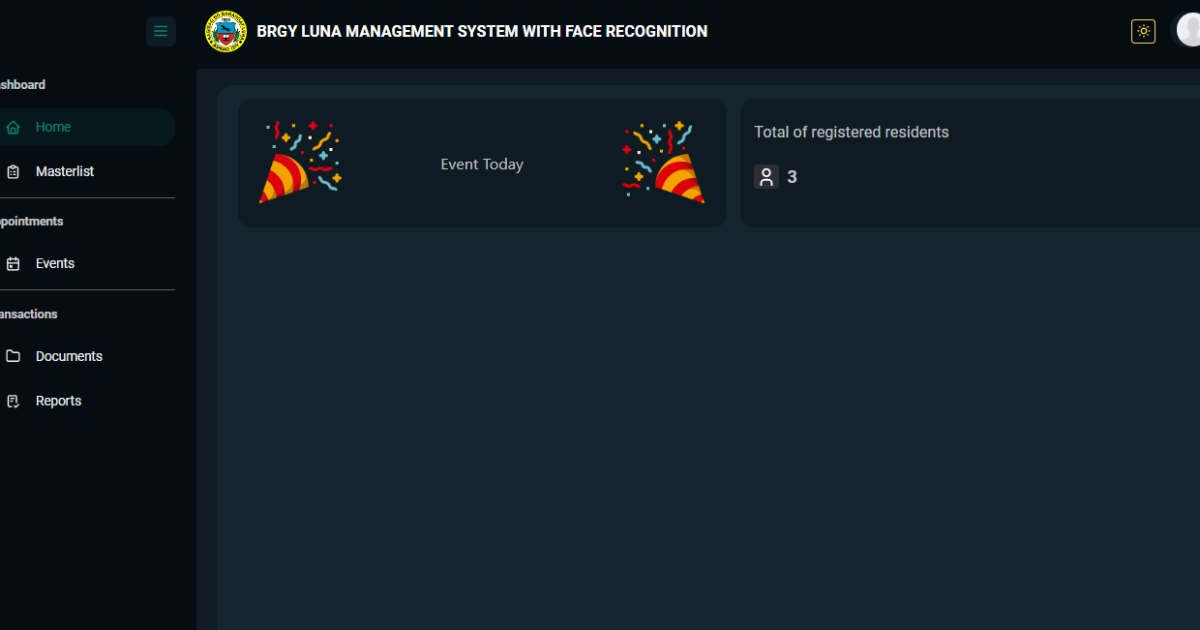 BRGY LUNA MANAGEMENT SYSTEM WITH FACE RECOGNITION
shboard
Home
Masterlist
pointments
Events
ansactions
Documents
Reports
Event Today
Total of registered residents
3